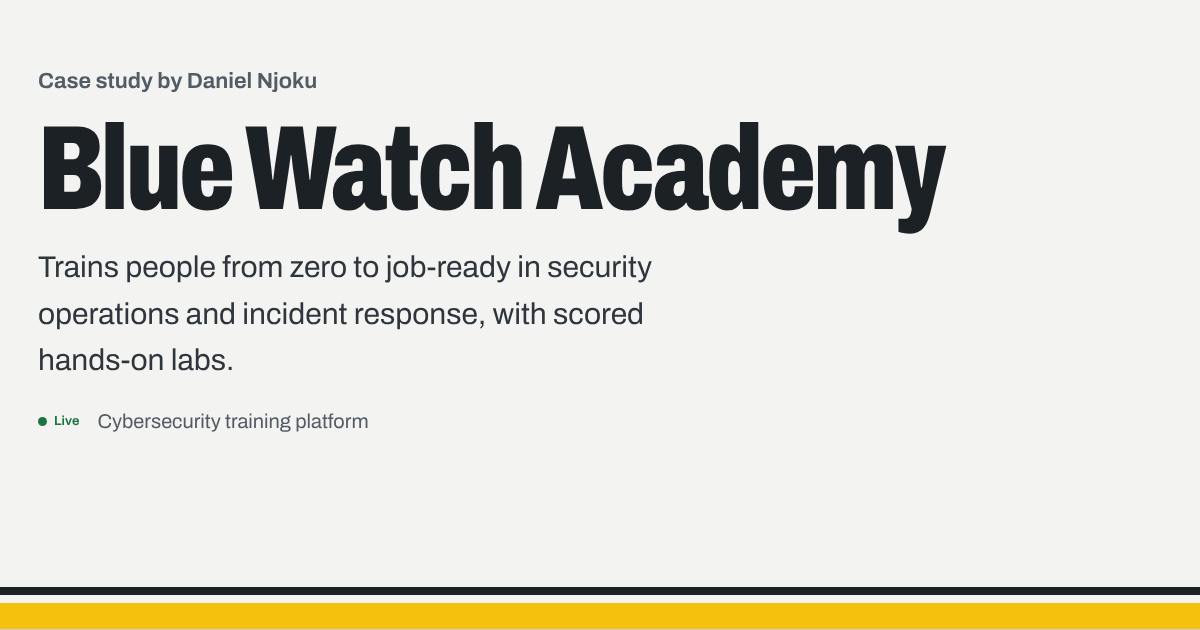 Case study by Daniel Njoku
Blue Watch Academy
Trains people from zero to job-ready in security
operations and incident response, with scored
hands-on labs.
Live Cybersecurity training platform